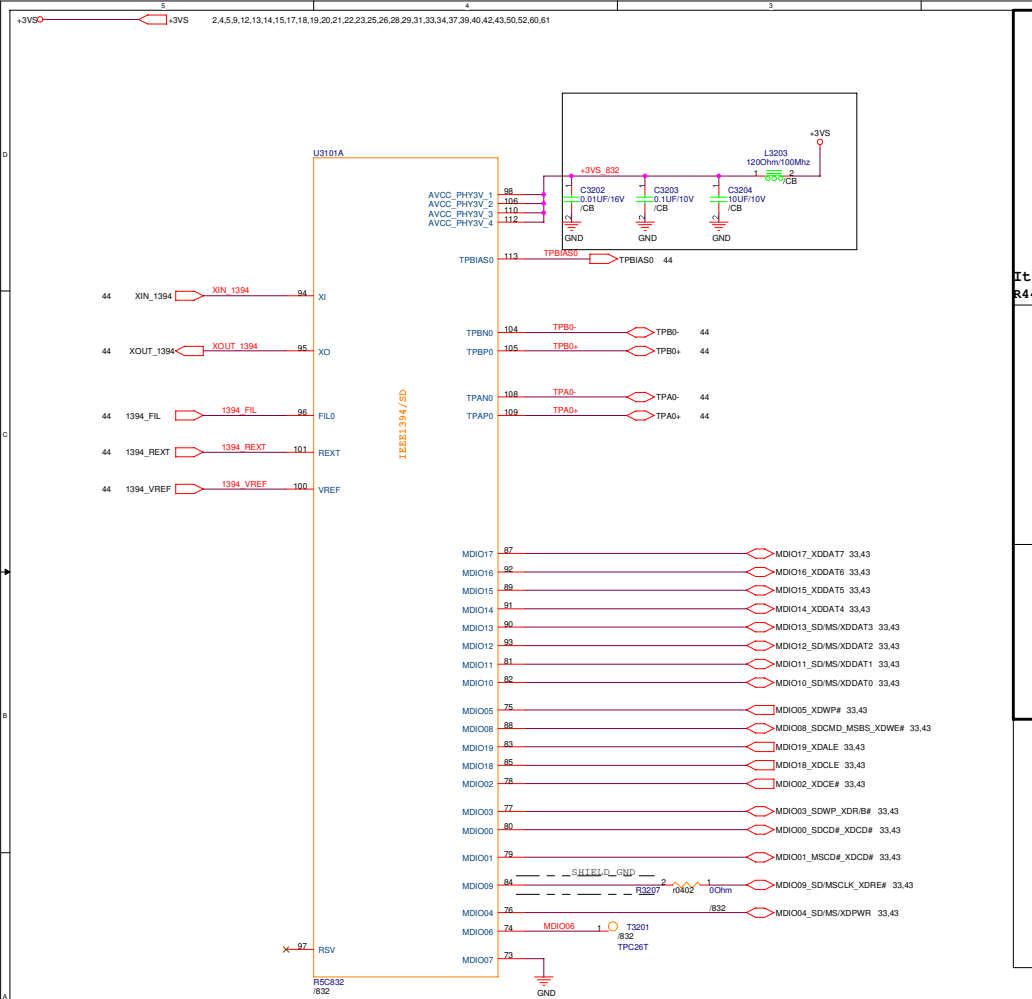 5 4 3
+3VS +3VS 2,4,5,9,12,13,14,15,17,18,19,20,21,22,23,25,26,28,29,31,33,34,37,39,40,42,43,50,52,60,61
D
U3101A
+3VS
L3203
120Ohm/100Mhz
1 2
/CB
+3VS_832
1 1 1
C3202 C3203 C3204
0.01UF/16V 0.1UF/10V 10UF/10V
/CB /CB /CB
2 2 2
GND GND GND
AVCC_PHY3V_1 98
AVCC_PHY3V_2 106
AVCC_PHY3V_3 110
AVCC_PHY3V_4 112
TPBIAS0 113 TPBIAS0 TPBIAS0 44
It
R44
44 XIN_1394 XIN_1394 94 XI
TPBN0 104 TPB0- TPB0- 44
44 XOUT_1394 XOUT_1394 95 XO TPBP0 105 TPB0+ TPB0+ 44
TPAN0 108 TPA0- TPA0- 44
44 1394_FIL 1394_FIL 96 FIL0 TPAP0 109 TPA0+ TPA0+ 44
IEEE1394/SD
C
44 1394_REXT 1394_REXT 101 REXT
44 1394_VREF 1394_VREF 100 VREF
MDIO17 87 MDIO17_XDDAT7 33,43
MDIO16 92 MDIO16_XDDAT6 33,43
MDIO15 89 MDIO15_XDDAT5 33,43
MDIO14 91 MDIO14_XDDAT4 33,43
MDIO13 90 MDIO13_SD/MS/XDDAT3 33,43
MDIO12 93 MDIO12_SD/MS/XDDAT2 33,43
MDIO11 81 MDIO11_SD/MS/XDDAT1 33,43
MDIO10 82 MDIO10_SD/MS/XDDAT0 33,43
MDIO05 75 MDIO05_XDWP# 33,43
B
MDIO08 88 MDIO08_SDCMD_MSBS_XDWE# 33,43
MDIO19 83 MDIO19_XDALE 33,43
MDIO18 85 MDIO18_XDCLE 33,43
MDIO02 78 MDIO02_XDCE# 33,43
MDIO03 77 MDIO03_SDWP_XDR/B# 33,43
MDIO00 80 MDIO00_SDCD#_XDCD# 33,43
MDIO01 79 MDIO01_MSCD#_XDCD# 33,43
SHIELD GND
MDIO09 84 2 1 MDIO09_SD/MSCLK_XDRE# 33,43
R3207 r0402 0Ohm
/832
MDIO04 76 MDIO04_SD/MS/XDPWR 33,43
MDIO06 74 MDIO06 1 T3201
/832
TPC26T
97 RSV
MDIO07 73
GND
R5C832
/832
A